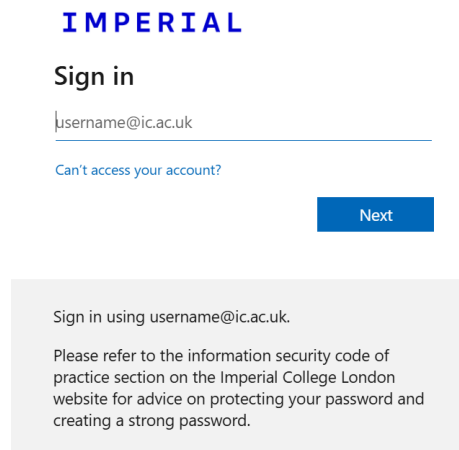 IMPERIAL
Sign in
username@ic.ac.uk
Can't access your account?
Next
Sign in using username@ic.ac.uk.
Please refer to the information security code of
practice section on the Imperial College London
website for advice on protecting your password and
creating a strong password.